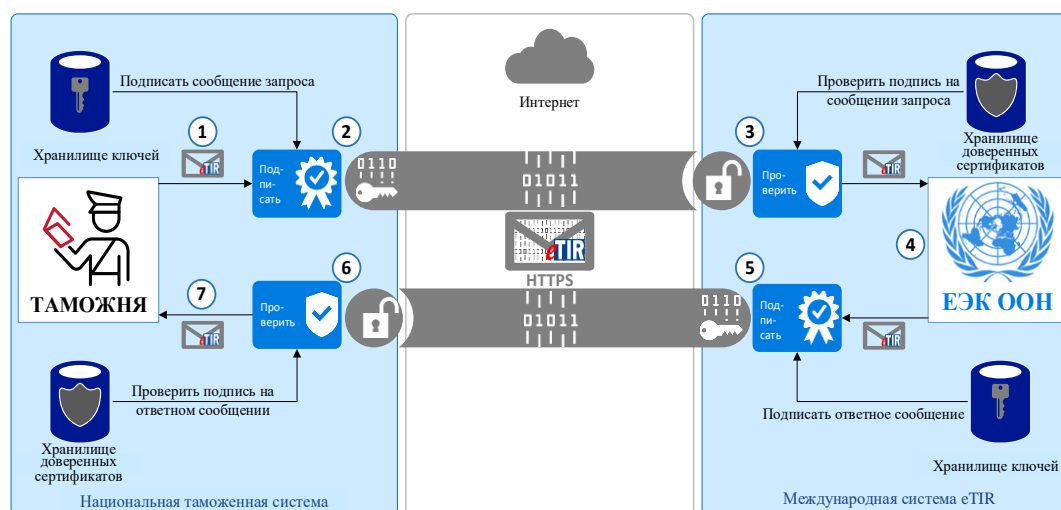 Подписать сообщение запроса
Хранилище ключей
1
2
eTIR
Под-
пи-
сать
0110
ТАМОЖНЯ
7
6
eTIR
Про-
верить
Проверить подпись на
ответном сообщении
Хранилище
доверенных
сертификатов
Национальная таможенная система
Интернет
01011
eTIR
HTTPS
01011
Проверить подпись на
сообщении запроса
Хранилище
доверенных
сертификатов
3
Проверить
eTIR
4
ЕЭК ООН
5
0110
Под-
пи-
сать
eTIR
Подписать ответное сообщение
Хранилище ключей
Международная система eTIR